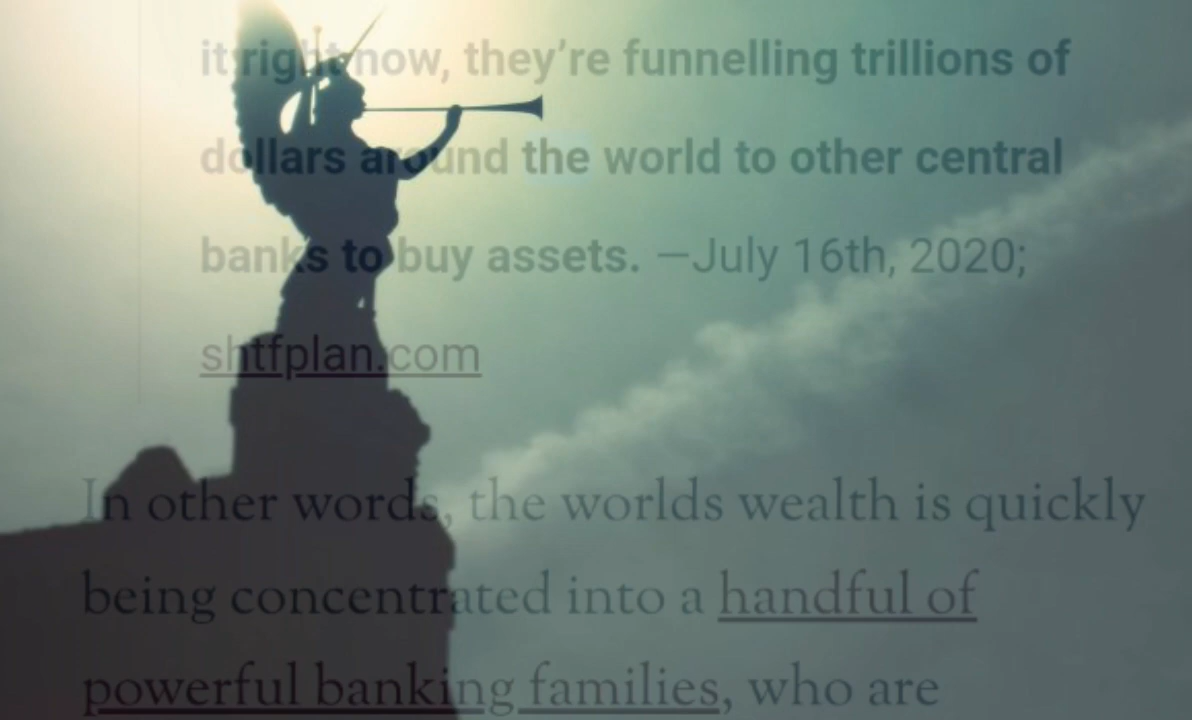 it right now, they’re funnelling trillions of
dollars around the world to other central
banks to buy assets. —July 16th, 2020;
shtfplan.com
In other words, the worlds wealth is quickly
being concentrated into a handful of
powerful banking families, who are